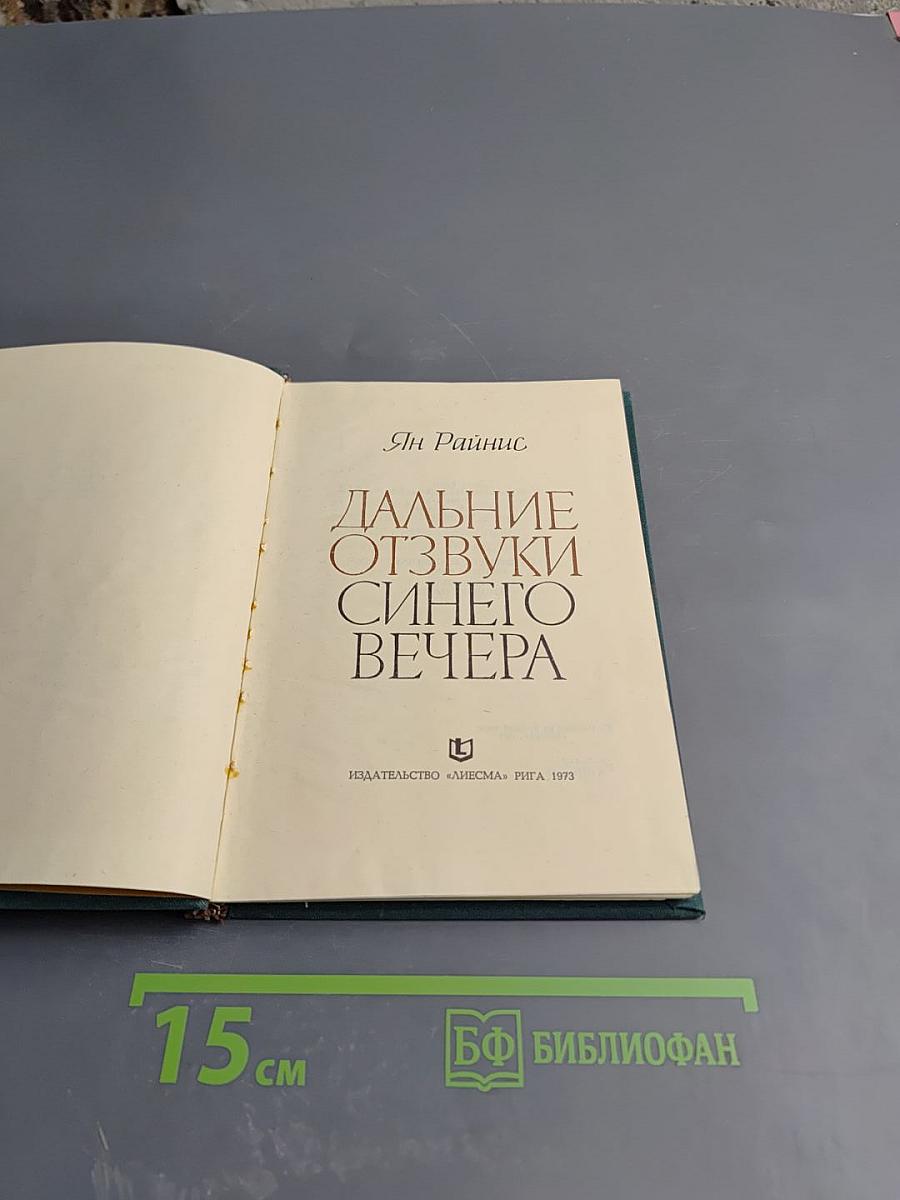 Ян Райнис
ДАЛЬНИЕ
ОТЗВУКИ
СИНЕГО
ВЕЧЕРА
L
ИЗДАТЕЛЬСТВО «ЛИЕСМА» РИГА 1973
15 см
БФ БИБЛИОФАН